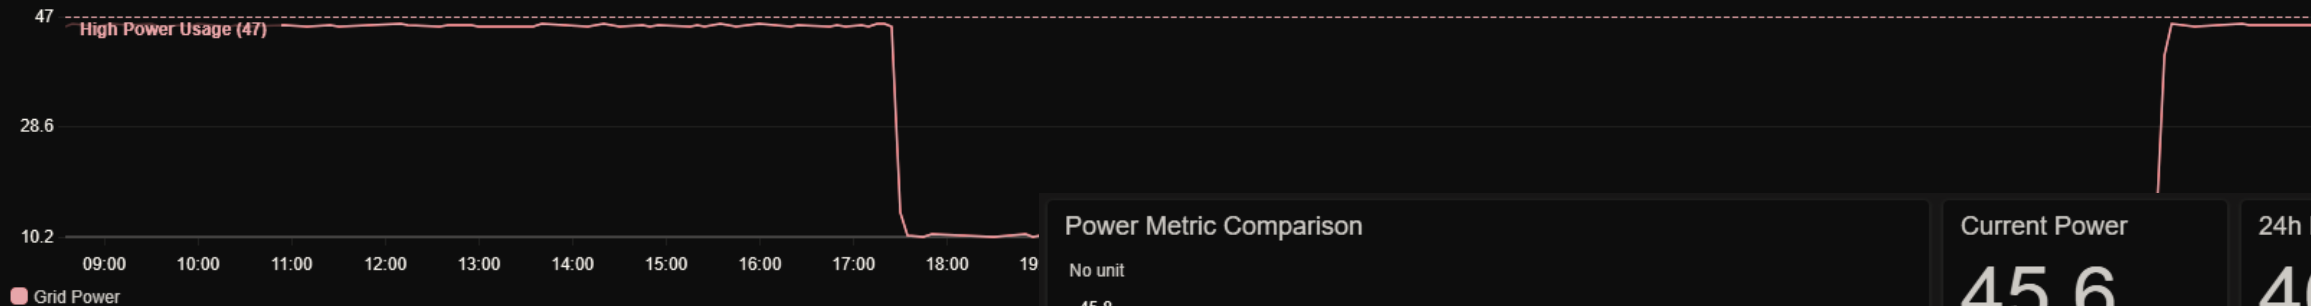 47
High Power Usage (47)
28.6
10.2
09:00 10:00 11:00 12:00 13:00 14:00 15:00 16:00 17:00 18:00 19
Grid Power
Power Metric Comparison
No unit
45.8
Current Power
45.6
24h